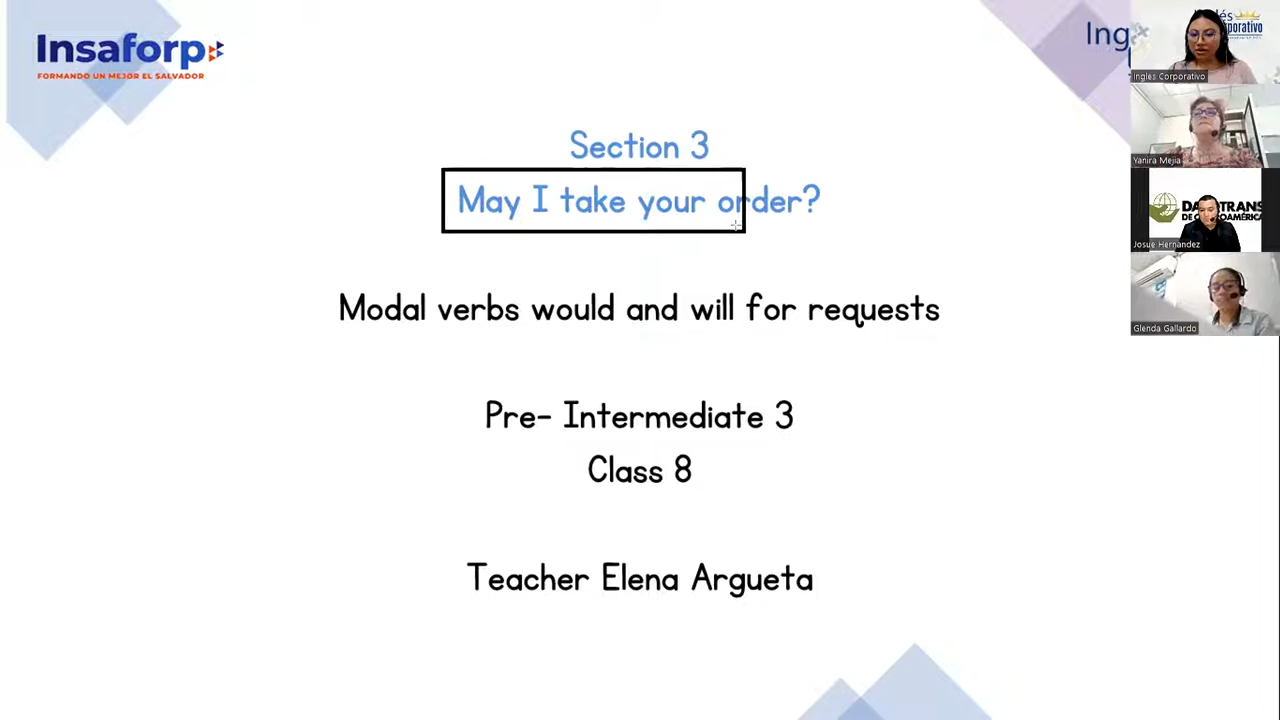 Insaforp
FORMANDO UN MEJOR EL SALVADOR
Ing
Section 3
May I take your order?
Modal verbs would and will for requests
Pre- Intermediate 3
Class 8
Teacher Elena Argueta
Ingles Corporativo
Yanira Mejia
Josue Hernandez
Glenda Gallardo